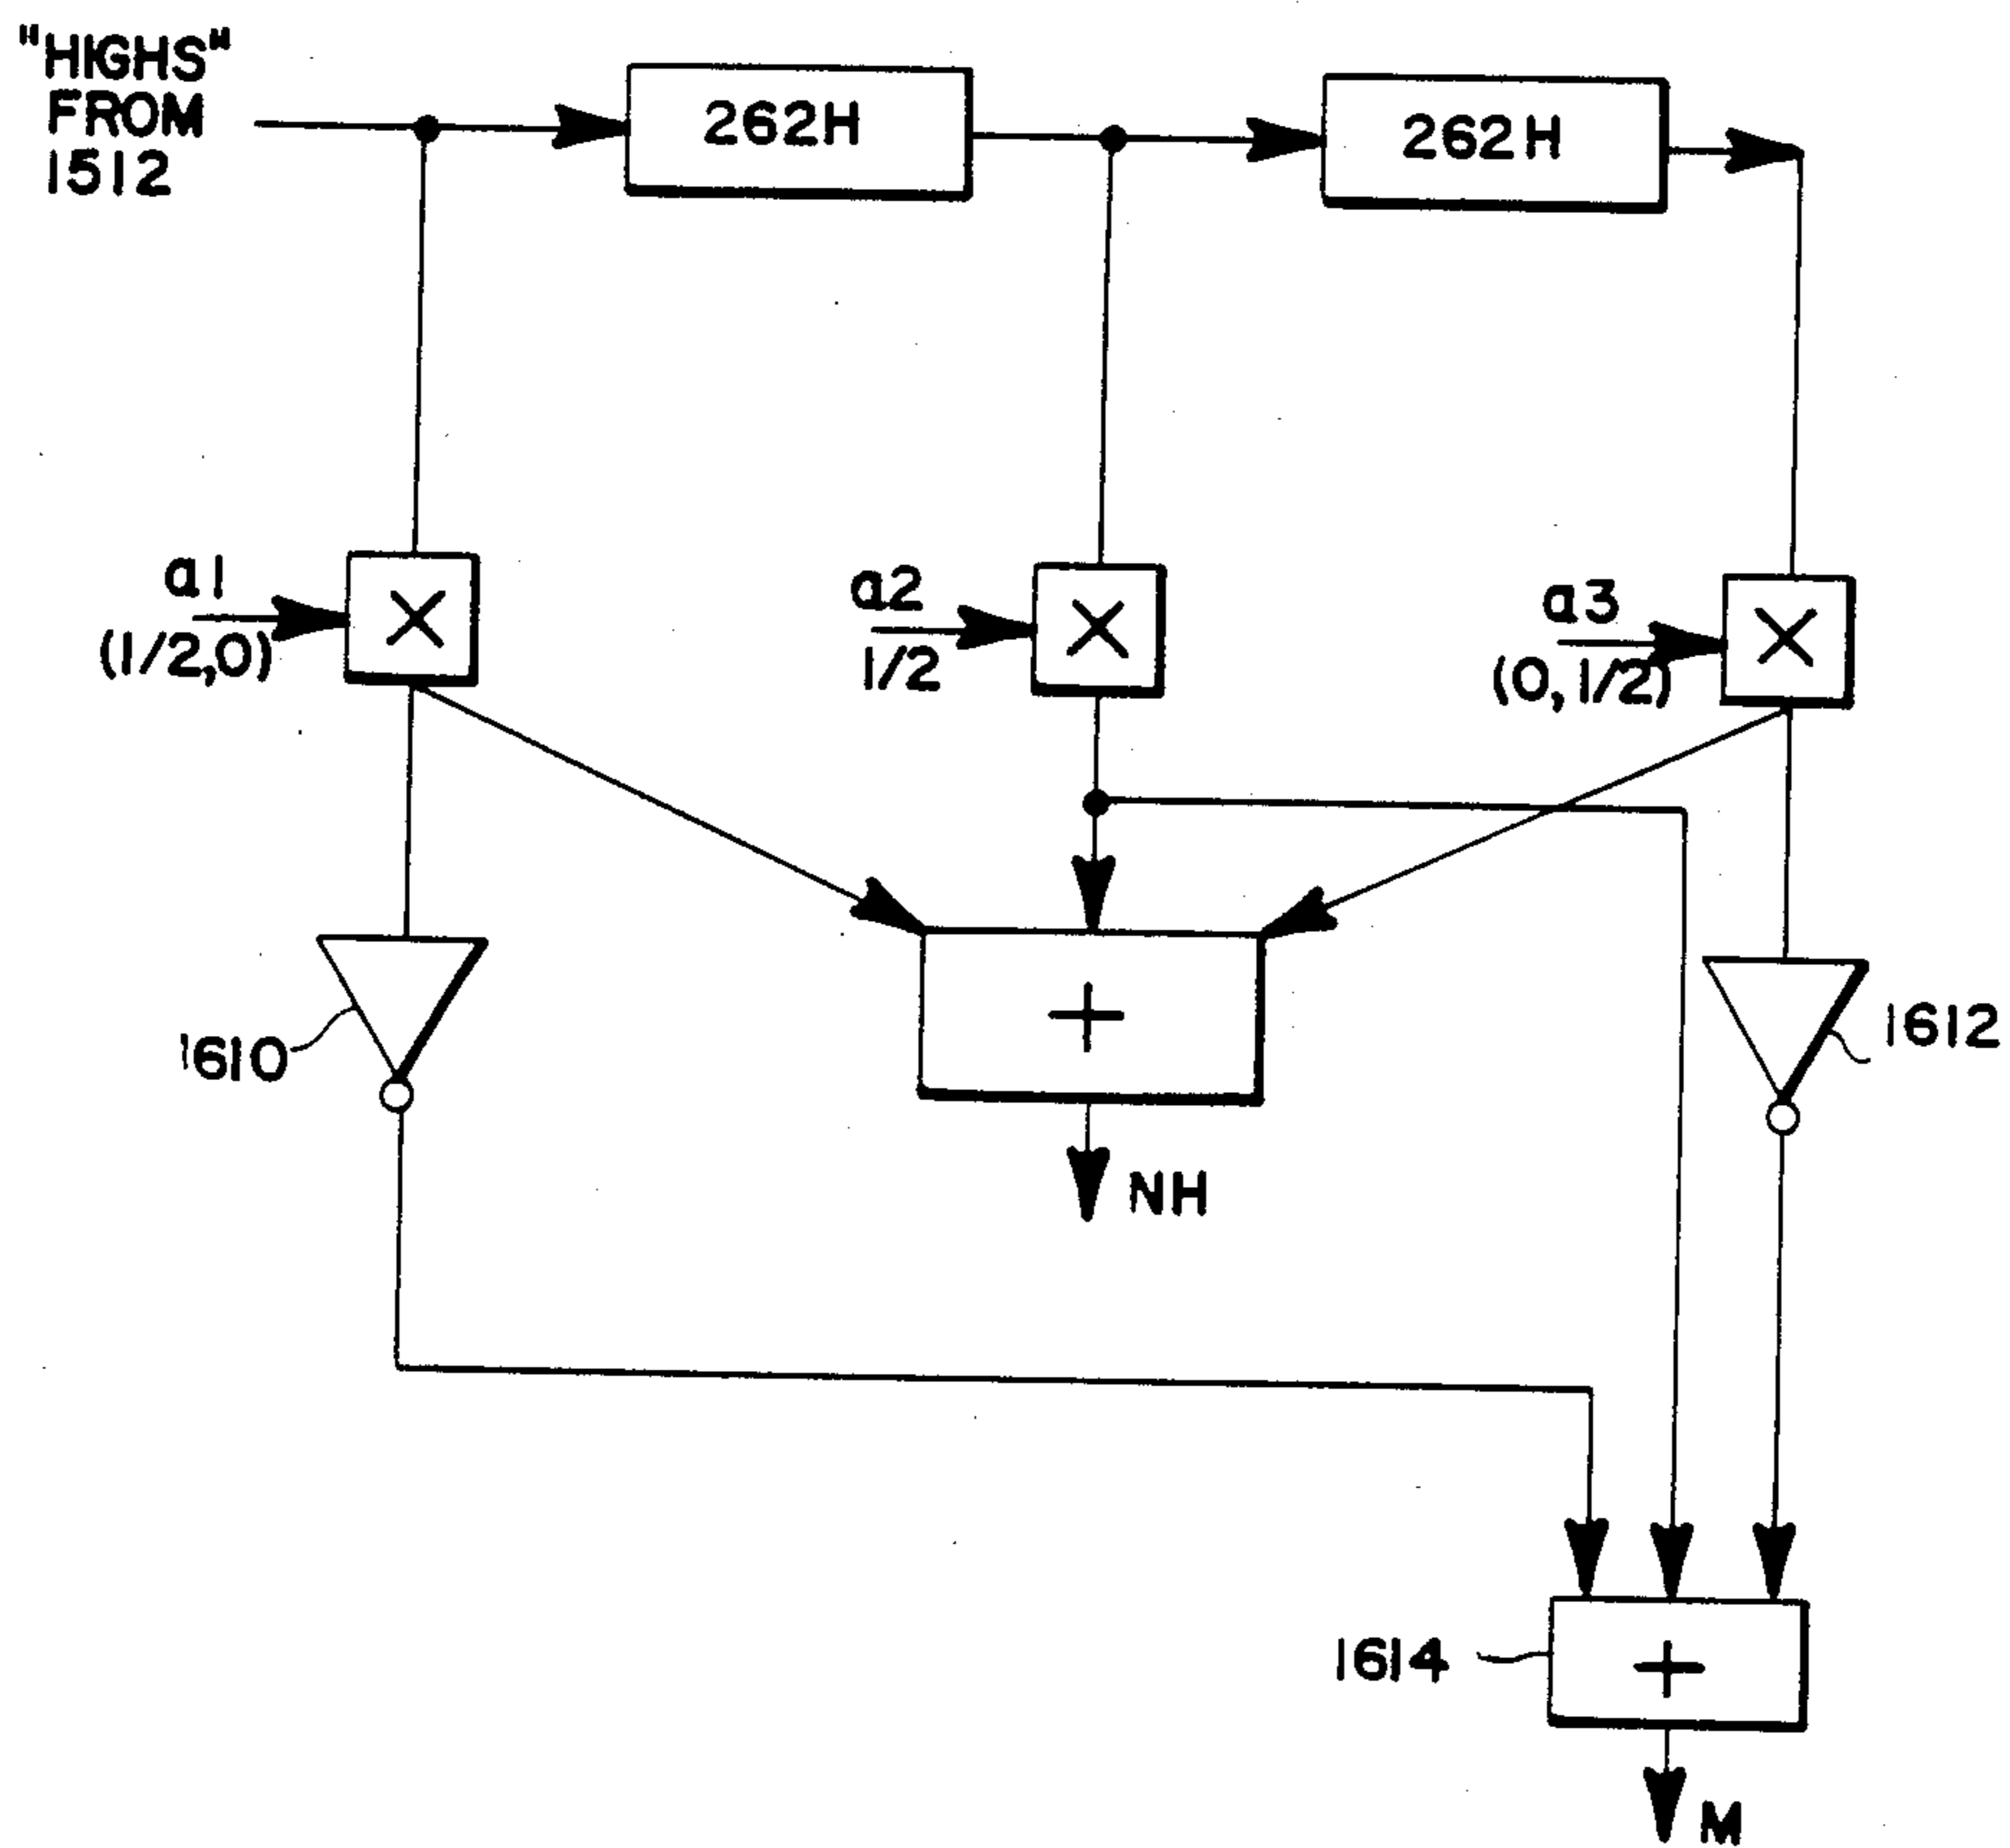 "HIGHS"
FROM
1512
262H
262H
a1
(1/2,0)
×
a2
1/2
×
a3
(0,1/2)
×
1610
+
1612
NH
1614
+
M